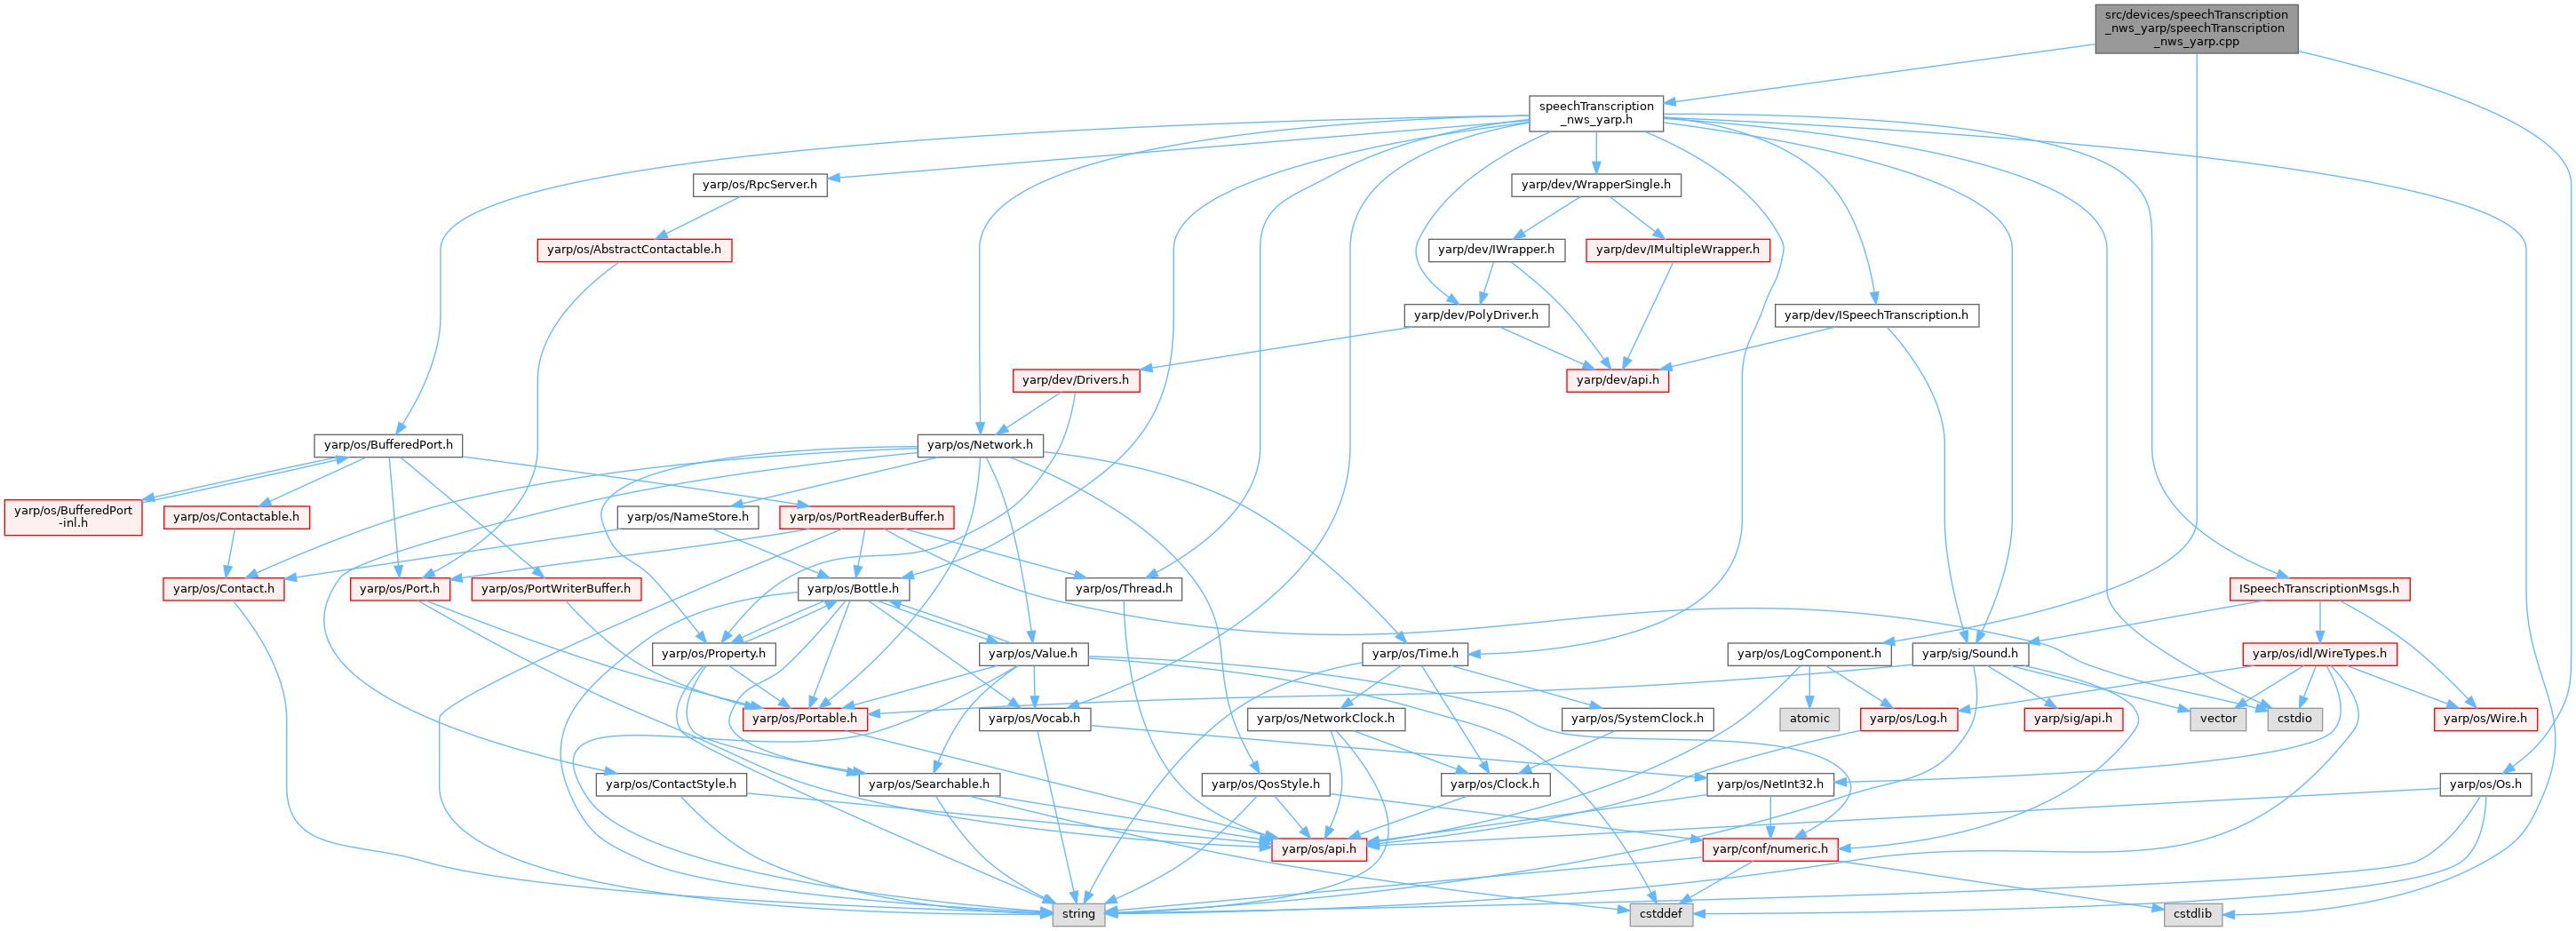 src/devices/speechTranscription
_nws_yarp/speechTranscription
_nws_yarp.cpp
speechTranscription
_nws_yarp.h
yarp/os/RpcServer.h
yarp/dev/WrapperSingle.h
yarp/os/AbstractContactable.h
yarp/dev/IWrapper.h
yarp/dev/IMultipleWrapper.h
yarp/dev/PolyDriver.h
yarp/dev/ISpeechTranscription.h
yarp/dev/Drivers.h
yarp/dev/api.h
yarp/os/BufferedPort.h
yarp/os/Network.h
yarp/os/BufferedPort
-inl.h
yarp/os/Contactable.h
yarp/os/NameStore.h
yarp/os/PortReaderBuffer.h
yarp/os/Contact.h
yarp/os/Port.h
yarp/os/PortWriterBuffer.h
yarp/os/Bottle.h
yarp/os/Thread.h
ISpeechTranscriptionMsgs.h
yarp/os/Property.h
yarp/os/Value.h
yarp/os/Time.h
yarp/os/LogComponent.h
yarp/sig/Sound.h
yarp/os/idl/WireTypes.h
yarp/os/Portable.h
yarp/os/Vocab.h
yarp/os/NetworkClock.h
yarp/os/SystemClock.h
atomic
yarp/os/Log.h
yarp/sig/api.h
vector
cstdio
yarp/os/Wire.h
yarp/os/ContactStyle.h
yarp/os/Searchable.h
yarp/os/QosStyle.h
yarp/os/Clock.h
yarp/os/NetInt32.h
yarp/os/Os.h
yarp/os/api.h
yarp/conf/numeric.h
string
cstddef
cstdlib